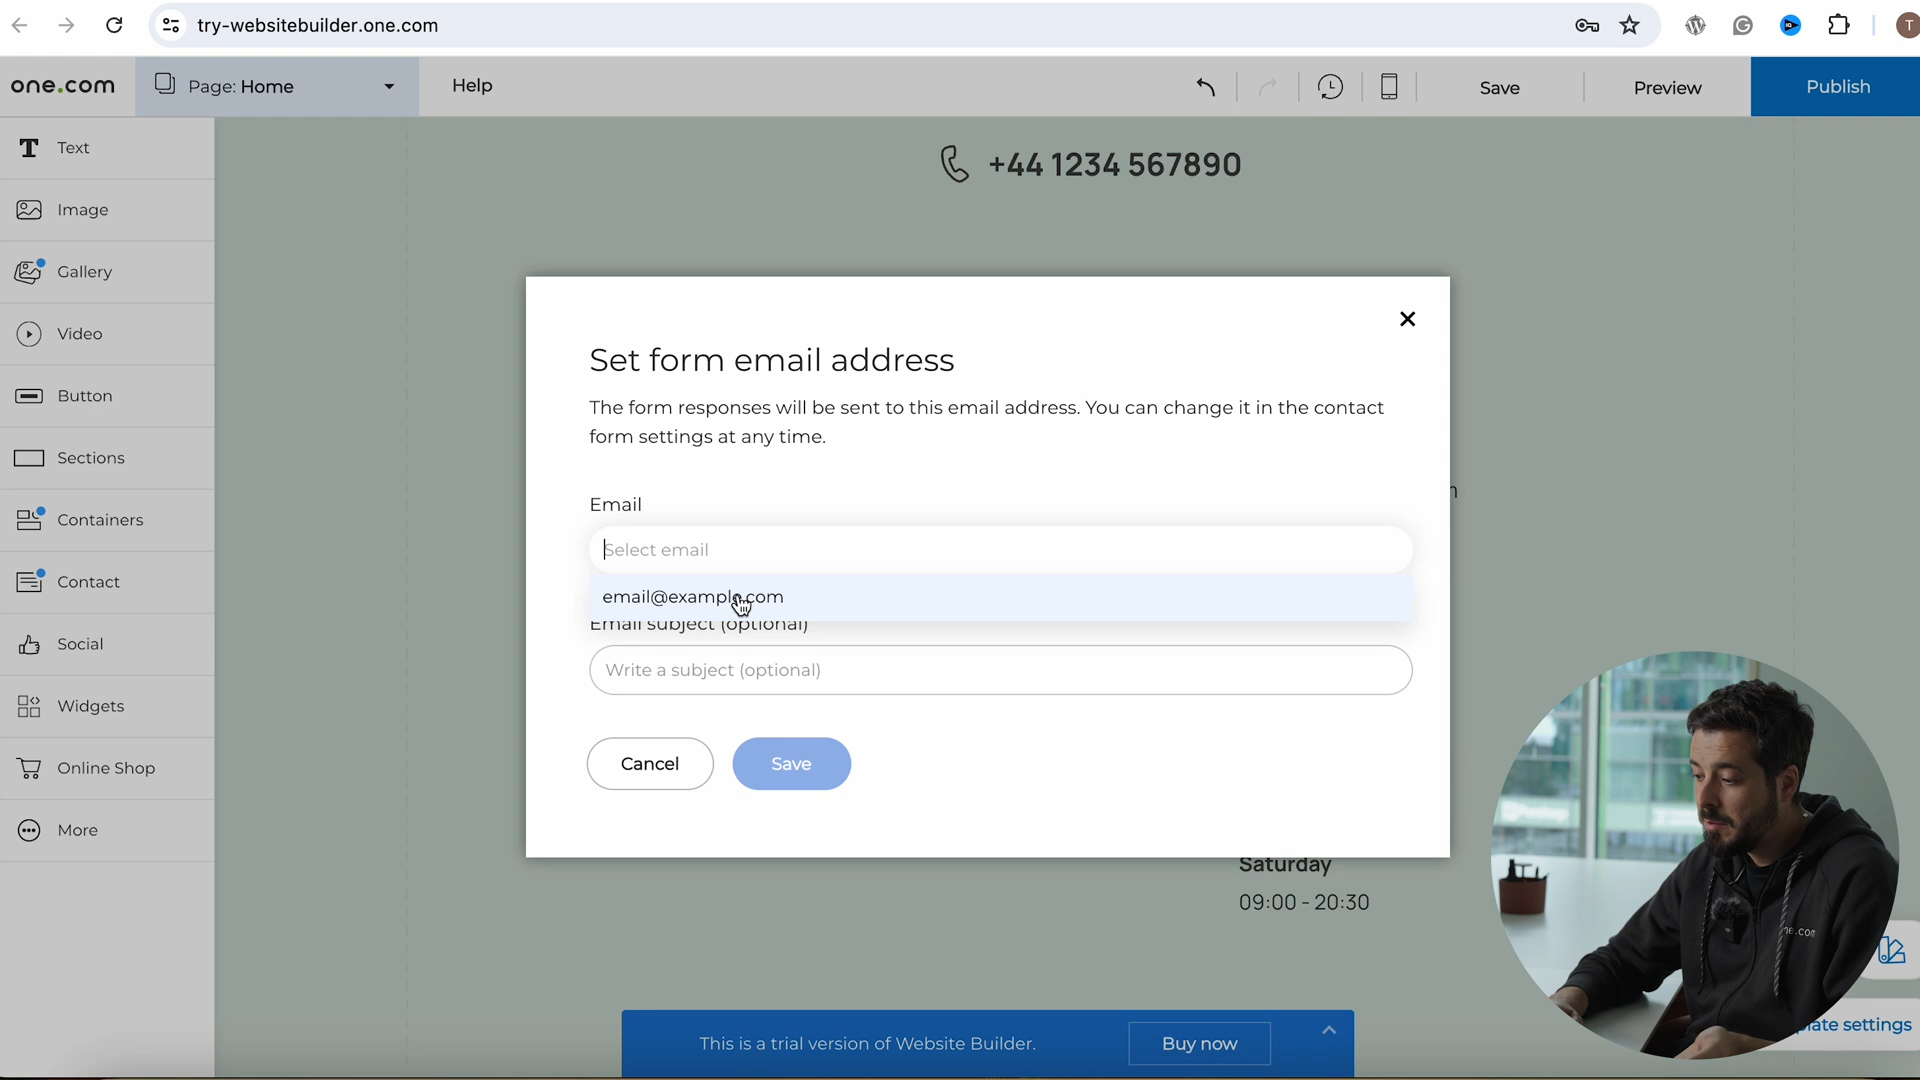 try-websitebuilder.one.com
T
one.com
Page: Home
Help
Save
Preview
Publish
Text
Image
Gallery
Video
Button
Sections
Containers
Contact
Social
Widgets
Online Shop
More
+44 1234 567890
Set form email address
The form responses will be sent to this email address. You can change it in the contact
form settings at any time.
Email
Select email
email@example.com
Email subject (optional)
Write a subject (optional)
Cancel
Save
Saturday
09:00 - 20:30
This is a trial version of Website Builder.
Buy now
settings